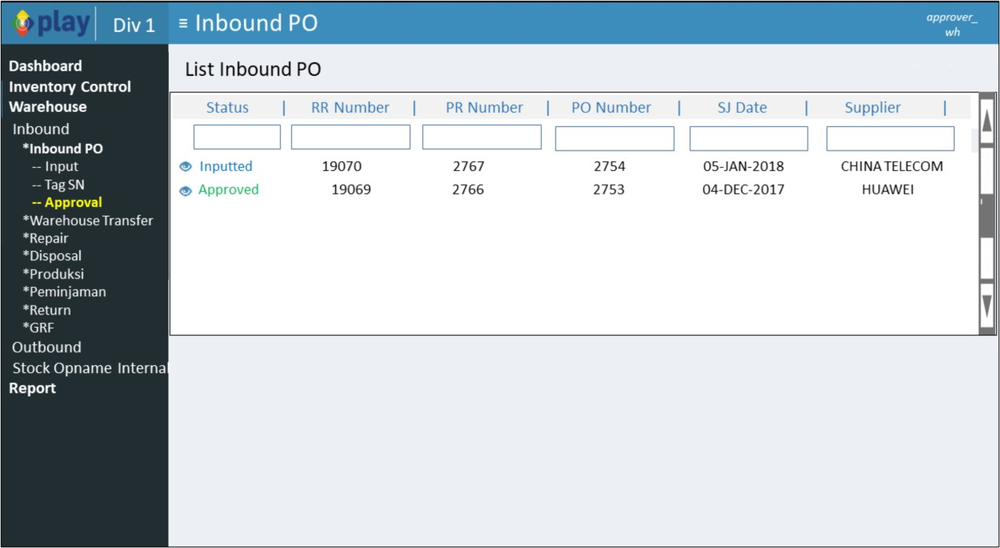 play Div 1 ≡ Inbound PO approver_
wh
Dashboard
Inventory Control
Warehouse
Inbound
*Inbound PO
-- Input
-- Tag SN
-- Approval
*Warehouse Transfer
*Repair
*Disposal
*Produksi
*Peminjaman
*Return
*GRF
Outbound
Stock Opname Internal
Report
List Inbound PO
Status | RR Number | PR Number | PO Number | SJ Date | Supplier |
Inputted 19070 2767 2754 05-JAN-2018 CHINA TELECOM
Approved 19069 2766 2753 04-DEC-2017 HUAWEI